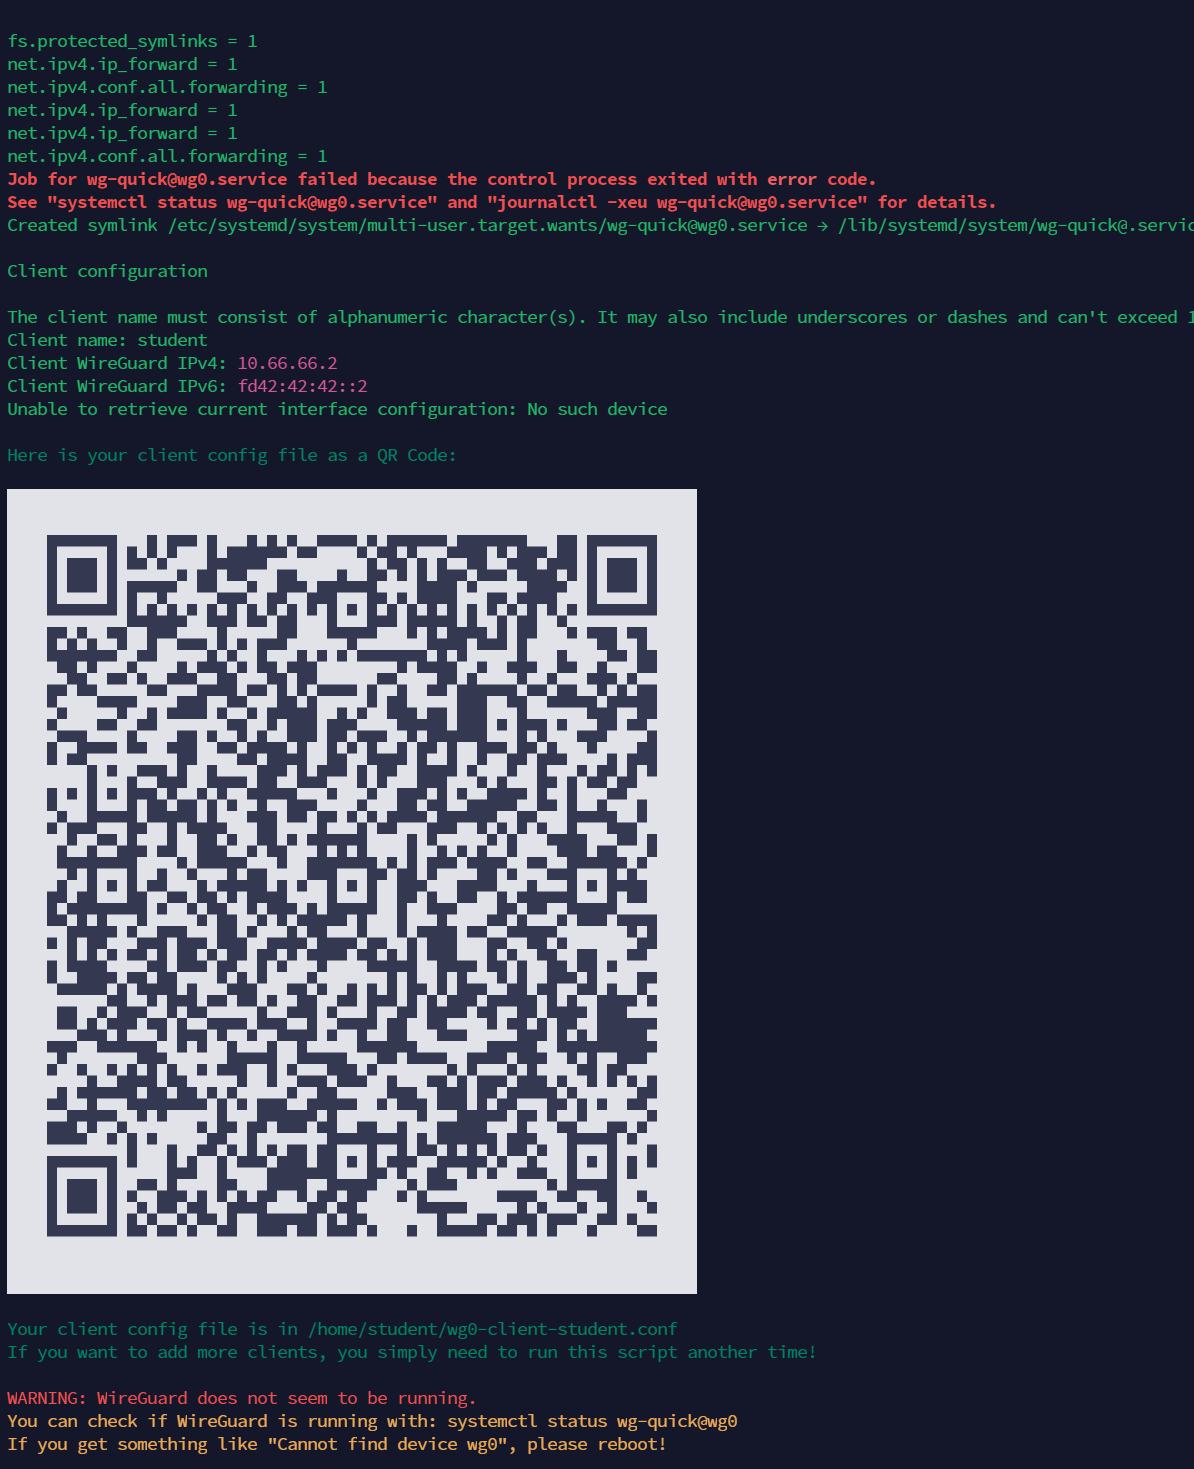 fs.protected_symlinks = 1
net.ipv4.ip_forward = 1
net.ipv4.conf.all.forwarding = 1
net.ipv4.ip_forward = 1
net.ipv4.ip_forward = 1
net.ipv4.conf.all.forwarding = 1
Job for wg-quick@wg0.service failed because the control process exited with error code.
See "systemctl status wg-quick@wg0.service" and "journalctl -xeu wg-quick@wg0.service" for details.
Created symlink /etc/systemd/system/multi-user.target.wants/wg-quick@wg0.service → /lib/systemd/system/wg-quick@.servic
Client configuration
The client name must consist of alphanumeric character(s). It may also include underscores or dashes and can't exceed 1
Client name: student
Client WireGuard IPv4: 10.66.66.2
Client WireGuard IPv6: fd42:42:42::2
Unable to retrieve current interface configuration: No such device
Here is your client config file as a QR Code:
Your client config file is in /home/student/wg0-client-student.conf
If you want to add more clients, you simply need to run this script another time!
WARNING: WireGuard does not seem to be running.
You can check if WireGuard is running with: systemctl status wg-quick@wg0
If you get something like "Cannot find device wg0", please reboot!